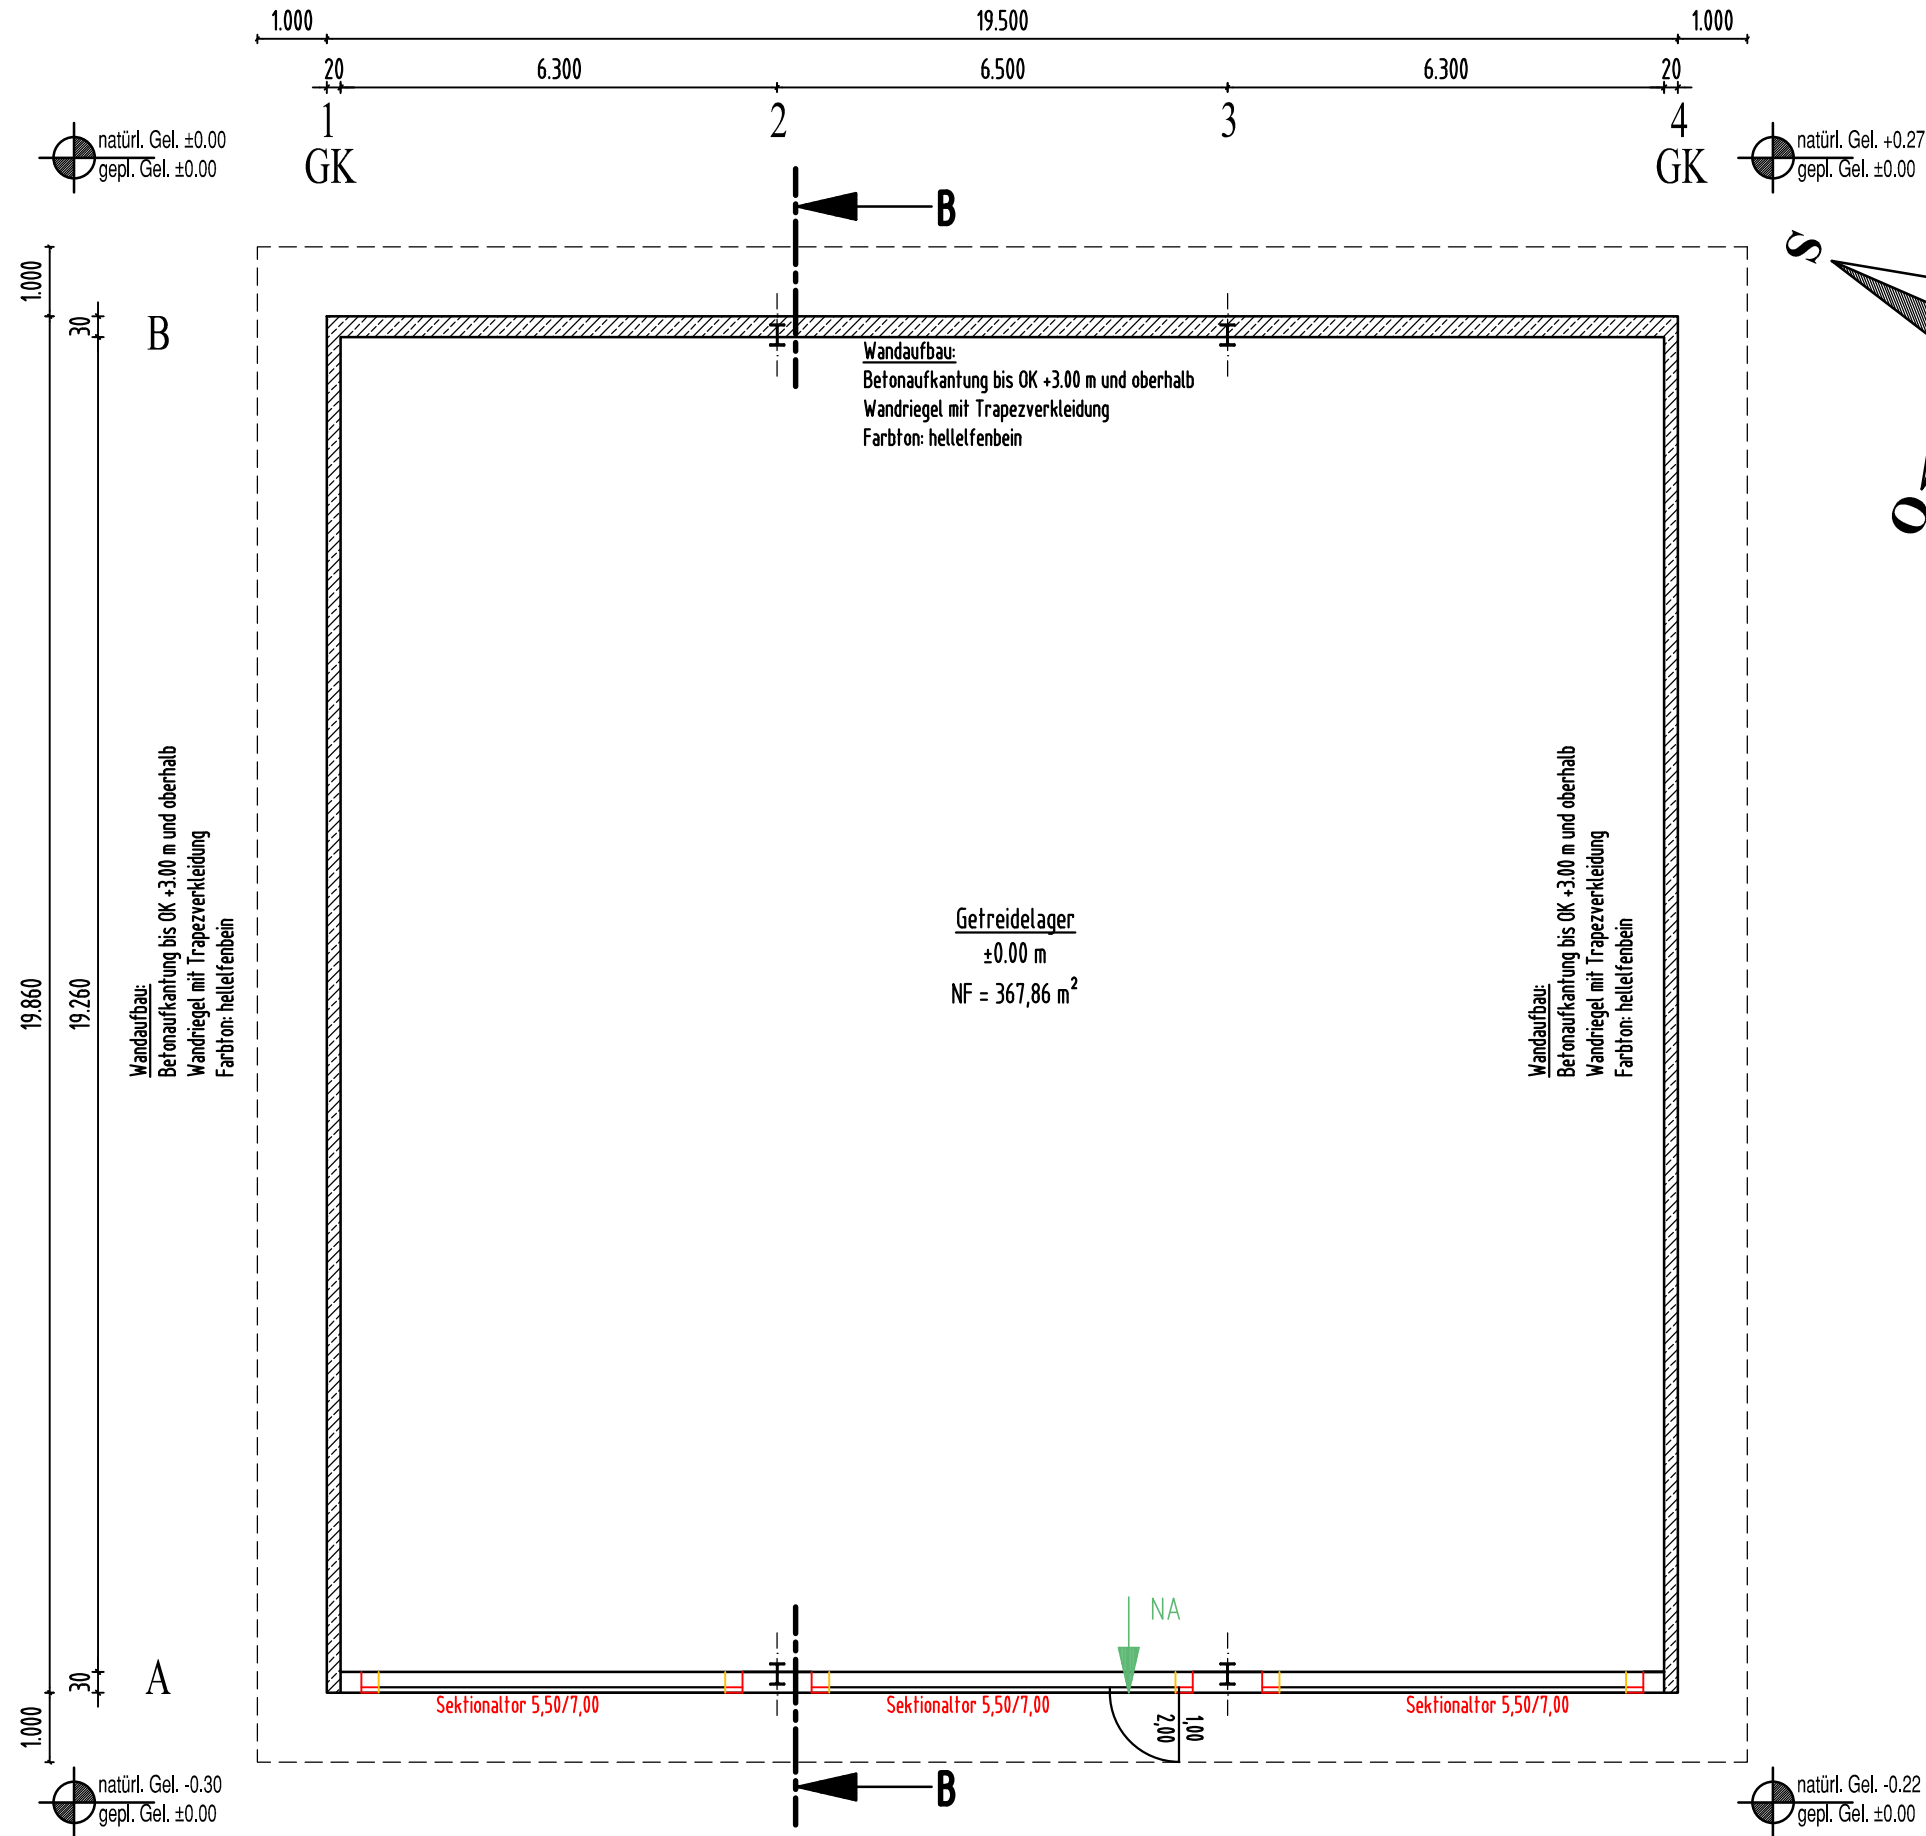 1.000 19.500 1.000
20 6.300 6.500 6.300 20
1 2 3 4
GK GK
natürl. Gel. ±0.00
gepl. Gel. ±0.00
natürl. Gel. +0.27
gepl. Gel. ±0.00
B
S
O
1.000
30
B
Wandaufbau:
Betonaufkantung bis OK +3.00 m und oberhalb
Wandriegel mit Trapezverkleidung
Farbton: hellelfenbein
19.860
19.260
Wandaufbau:
Betonaufkantung bis OK +3.00 m und oberhalb
Wandriegel mit Trapezverkleidung
Farbton: hellelfenbein
Getreidelager
±0.00 m
NF = 367,86 m²
Wandaufbau:
Betonaufkantung bis OK +3.00 m und oberhalb
Wandriegel mit Trapezverkleidung
Farbton: hellelfenbein
NA
30
A
1.000
Sektionaltor 5,50/7,00
Sektionaltor 5,50/7,00
Sektionaltor 5,50/7,00
1,00
2,00
B
natürl. Gel. -0.30
gepl. Gel. ±0.00
natürl. Gel. -0.22
gepl. Gel. ±0.00